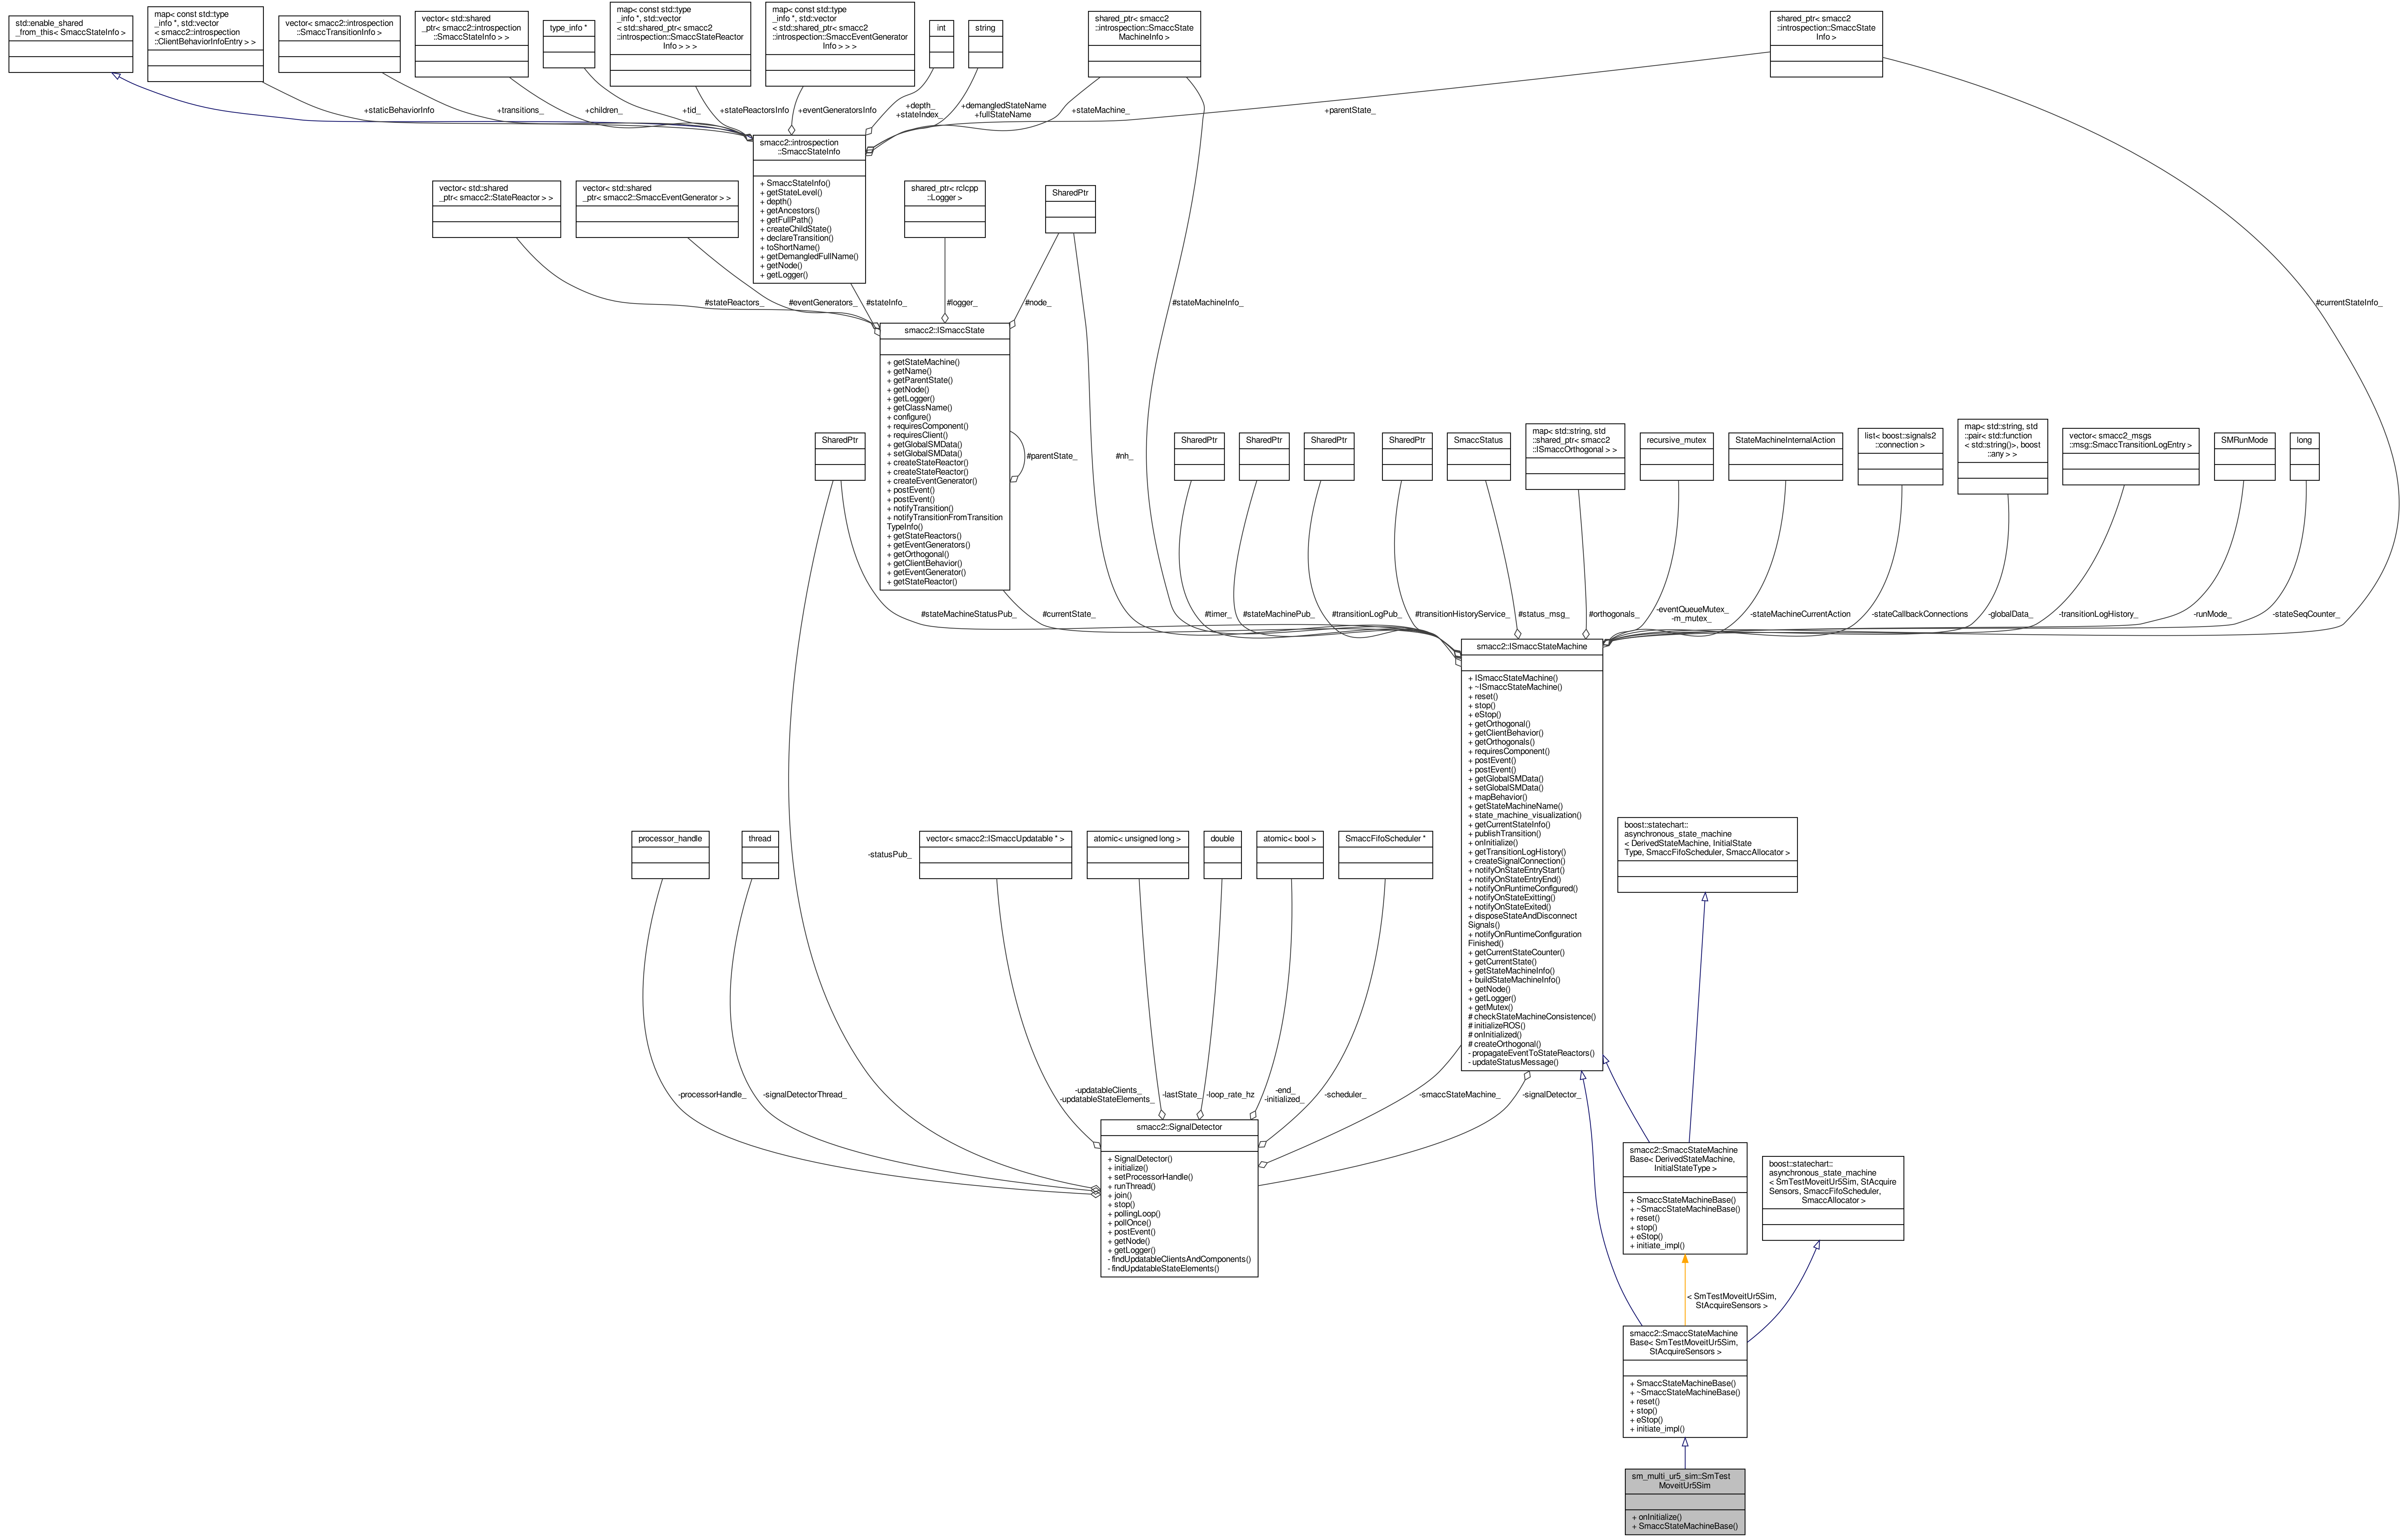 std::enable_shared
_from_this< SmaccStateInfo >
map< const std::type
_info *, std::vector
< smacc2::introspection
::ClientBehaviorInfoEntry > >
vector< smacc2::introspection
::SmaccTransitionInfo >
vector< std::shared
_ptr< smacc2::introspection
::SmaccStateInfo > >
type_info *
map< const std::type
_info *, std::vector
< std::shared_ptr< smacc2
::introspection::SmaccStateReactor
Info > > >
map< const std::type
_info *, std::vector
< std::shared_ptr< smacc2
::introspection::SmaccEventGenerator
Info > > >
int
string
shared_ptr< smacc2
::introspection::SmaccState
MachineInfo >
shared_ptr< smacc2
::introspection::SmaccState
Info >
+staticBehaviorInfo
+transitions_
+children_
+tid_
+stateReactorsInfo
+eventGeneratorsInfo
+depth_
+stateIndex_
+demangledStateName
+fullStateName
+stateMachine_
+parentState_
smacc2::introspection
::SmaccStateInfo
+ SmaccStateInfo()
+ getStateLevel()
+ depth()
+ getAncestors()
+ getFullPath()
+ createChildState()
+ declareTransition()
+ toShortName()
+ getDemangledFullName()
+ getNode()
+ getLogger()
vector< std::shared
_ptr< smacc2::StateReactor > >
vector< std::shared
_ptr< smacc2::SmaccEventGenerator > >
shared_ptr< rclcpp
::Logger >
SharedPtr
#stateReactors_
#eventGenerators_
#stateInfo_
#logger_
#node_
#stateMachineInfo_
#currentStateInfo_
smacc2::ISmaccState
+ getStateMachine()
+ getName()
+ getParentState()
+ getNode()
+ getLogger()
+ getClassName()
+ configure()
+ requiresComponent()
+ requiresClient()
+ getGlobalSMData()
+ setGlobalSMData()
+ createStateReactor()
+ createStateReactor()
+ createEventGenerator()
+ postEvent()
+ postEvent()
+ notifyTransition()
+ notifyTransitionFromTransition
TypeInfo()
+ getStateReactors()
+ getEventGenerators()
+ getOrthogonal()
+ getClientBehavior()
+ getEventGenerator()
+ getStateReactor()
#parentState_
#nh_
SharedPtr
SharedPtr
SharedPtr
SharedPtr
SharedPtr
SmaccStatus
map< std::string, std
::shared_ptr< smacc2
::ISmaccOrthogonal > >
recursive_mutex
StateMachineInternalAction
list< boost::signals2
::connection >
map< std::string, std
::pair< std::function
< std::string()>, boost
::any > >
vector< smacc2_msgs
::msg::SmaccTransitionLogEntry >
SMRunMode
long
#stateMachineStatusPub_
#currentState_
#timer_
#stateMachinePub_
#transitionLogPub_
#transitionHistoryService_
#status_msg_
#orthogonals_
-eventQueueMutex_
-m_mutex_
-stateMachineCurrentAction
-stateCallbackConnections
-globalData_
-transitionLogHistory_
-runMode_
-stateSeqCounter_
smacc2::ISmaccStateMachine
+ ISmaccStateMachine()
+ ~ISmaccStateMachine()
+ reset()
+ stop()
+ eStop()
+ getOrthogonal()
+ getClientBehavior()
+ getOrthogonals()
+ requiresComponent()
+ postEvent()
+ postEvent()
+ getGlobalSMData()
+ setGlobalSMData()
+ mapBehavior()
+ getStateMachineName()
+ state_machine_visualization()
+ getCurrentStateInfo()
+ publishTransition()
+ onInitialize()
+ getTransitionLogHistory()
+ createSignalConnection()
+ notifyOnStateEntryStart()
+ notifyOnStateEntryEnd()
+ notifyOnRuntimeConfigured()
+ notifyOnStateExitting()
+ notifyOnStateExited()
+ disposeStateAndDisconnect
Signals()
+ notifyOnRuntimeConfiguration
Finished()
+ getCurrentStateCounter()
+ getCurrentState()
+ getStateMachineInfo()
+ buildStateMachineInfo()
+ getNode()
+ getLogger()
+ getMutex()
# checkStateMachineConsistence()
# initializeROS()
# onInitialized()
# createOrthogonal()
- propagateEventToStateReactors()
- updateStatusMessage()
processor_handle
thread
-statusPub_
vector< smacc2::ISmaccUpdatable * >
atomic< unsigned long >
double
atomic< bool >
SmaccFifoScheduler *
boost::statechart::
asynchronous_state_machine
< DerivedStateMachine, InitialState
Type, SmaccFifoScheduler, SmaccAllocator >
-processorHandle_
-signalDetectorThread_
-updatableClients_
-updatableStateElements_
-lastState_
-loop_rate_hz
-end_
-initialized_
-scheduler_
-smaccStateMachine_
-signalDetector_
smacc2::SignalDetector
+ SignalDetector()
+ initialize()
+ setProcessorHandle()
+ runThread()
+ join()
+ stop()
+ pollingLoop()
+ pollOnce()
+ postEvent()
+ getNode()
+ getLogger()
- findUpdatableClientsAndComponents()
- findUpdatableStateElements()
smacc2::SmaccStateMachine
Base< DerivedStateMachine,
InitialStateType >
+ SmaccStateMachineBase()
+ ~SmaccStateMachineBase()
+ reset()
+ stop()
+ eStop()
+ initiate_impl()
boost::statechart::
asynchronous_state_machine
< SmTestMoveitUr5Sim, StAcquire
Sensors, SmaccFifoScheduler,
SmaccAllocator >
< SmTestMoveitUr5Sim,
StAcquireSensors >
smacc2::SmaccStateMachine
Base< SmTestMoveitUr5Sim,
StAcquireSensors >
+ SmaccStateMachineBase()
+ ~SmaccStateMachineBase()
+ reset()
+ stop()
+ eStop()
+ initiate_impl()
sm_multi_ur5_sim::SmTest
MoveitUr5Sim
+ onInitialize()
+ SmaccStateMachineBase()